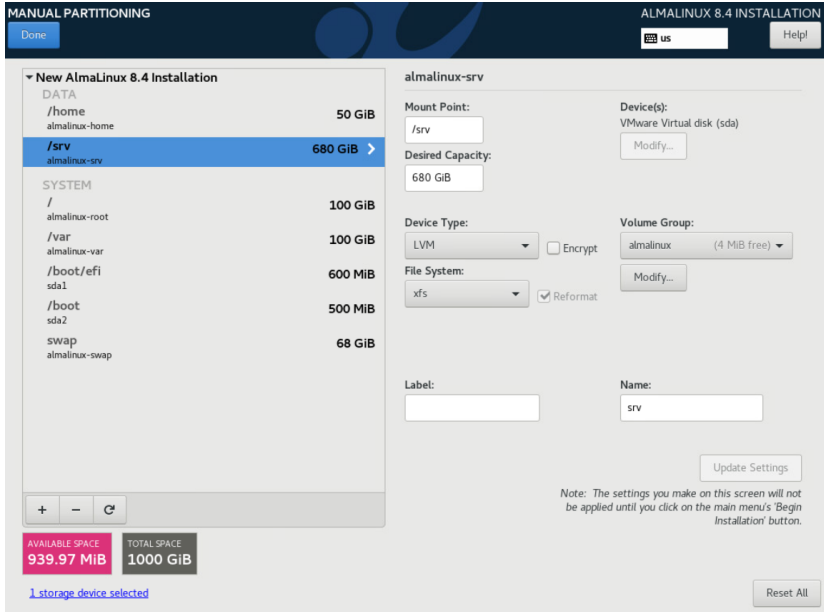 MANUAL PARTITIONING
ALMALINUX 8.4 INSTALLATION
Done
us
Help!
New AlmaLinux 8.4 Installation
DATA
/home
almalinux-home
50 GiB
/srv
almalinux-srv
680 GiB
SYSTEM
/
almalinux-root
100 GiB
/var
almalinux-var
100 GiB
/boot/efi
sda1
600 MiB
/boot
sda2
500 MiB
swap
almalinux-swap
68 GiB
+ −
AVAILABLE SPACE
939.97 MiB
TOTAL SPACE
1000 GiB
1 storage device selected
almalinux-srv
Mount Point:
/srv
Desired Capacity:
680 GiB
Device(s):
VMware Virtual disk (sda)
Modify...
Device Type:
LVM
Encrypt
File System:
xfs
Reformat
Volume Group:
almalinux (4 MiB free)
Modify...
Label:
Name:
srv
Update Settings
Note: The settings you make on this screen will not
be applied until you click on the main menu's 'Begin
Installation' button.
Reset All